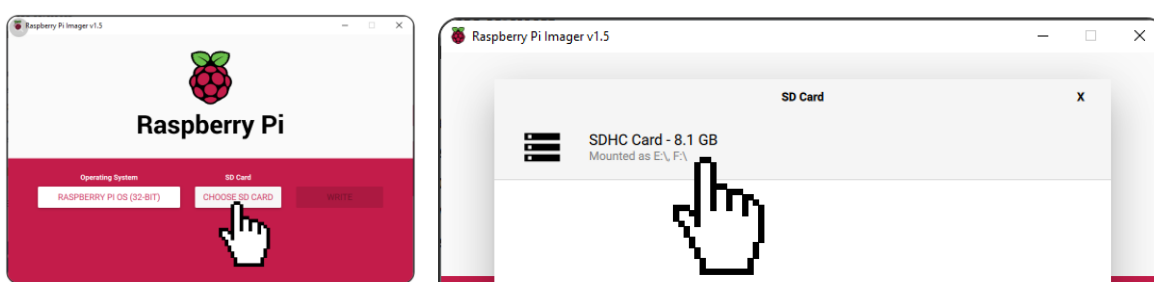 Raspberry Pi Imager v1.5
Raspberry Pi
Operating System
SD Card
RASPBERRY PI OS (32-BIT)
CHOOSE SD CARD
WRITE
Raspberry Pi Imager v1.5
SD Card
X
SDHC Card - 8.1 GB
Mounted as E:\, F:\